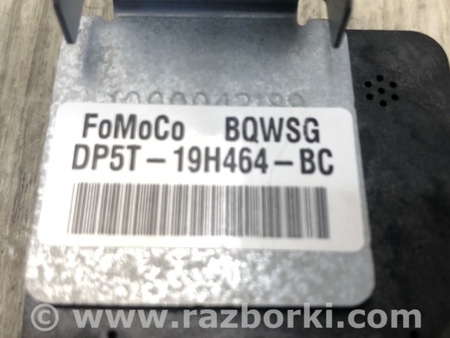 FoMoCo BQWSG
DP5T-19H464-BC
© www.razborki.com